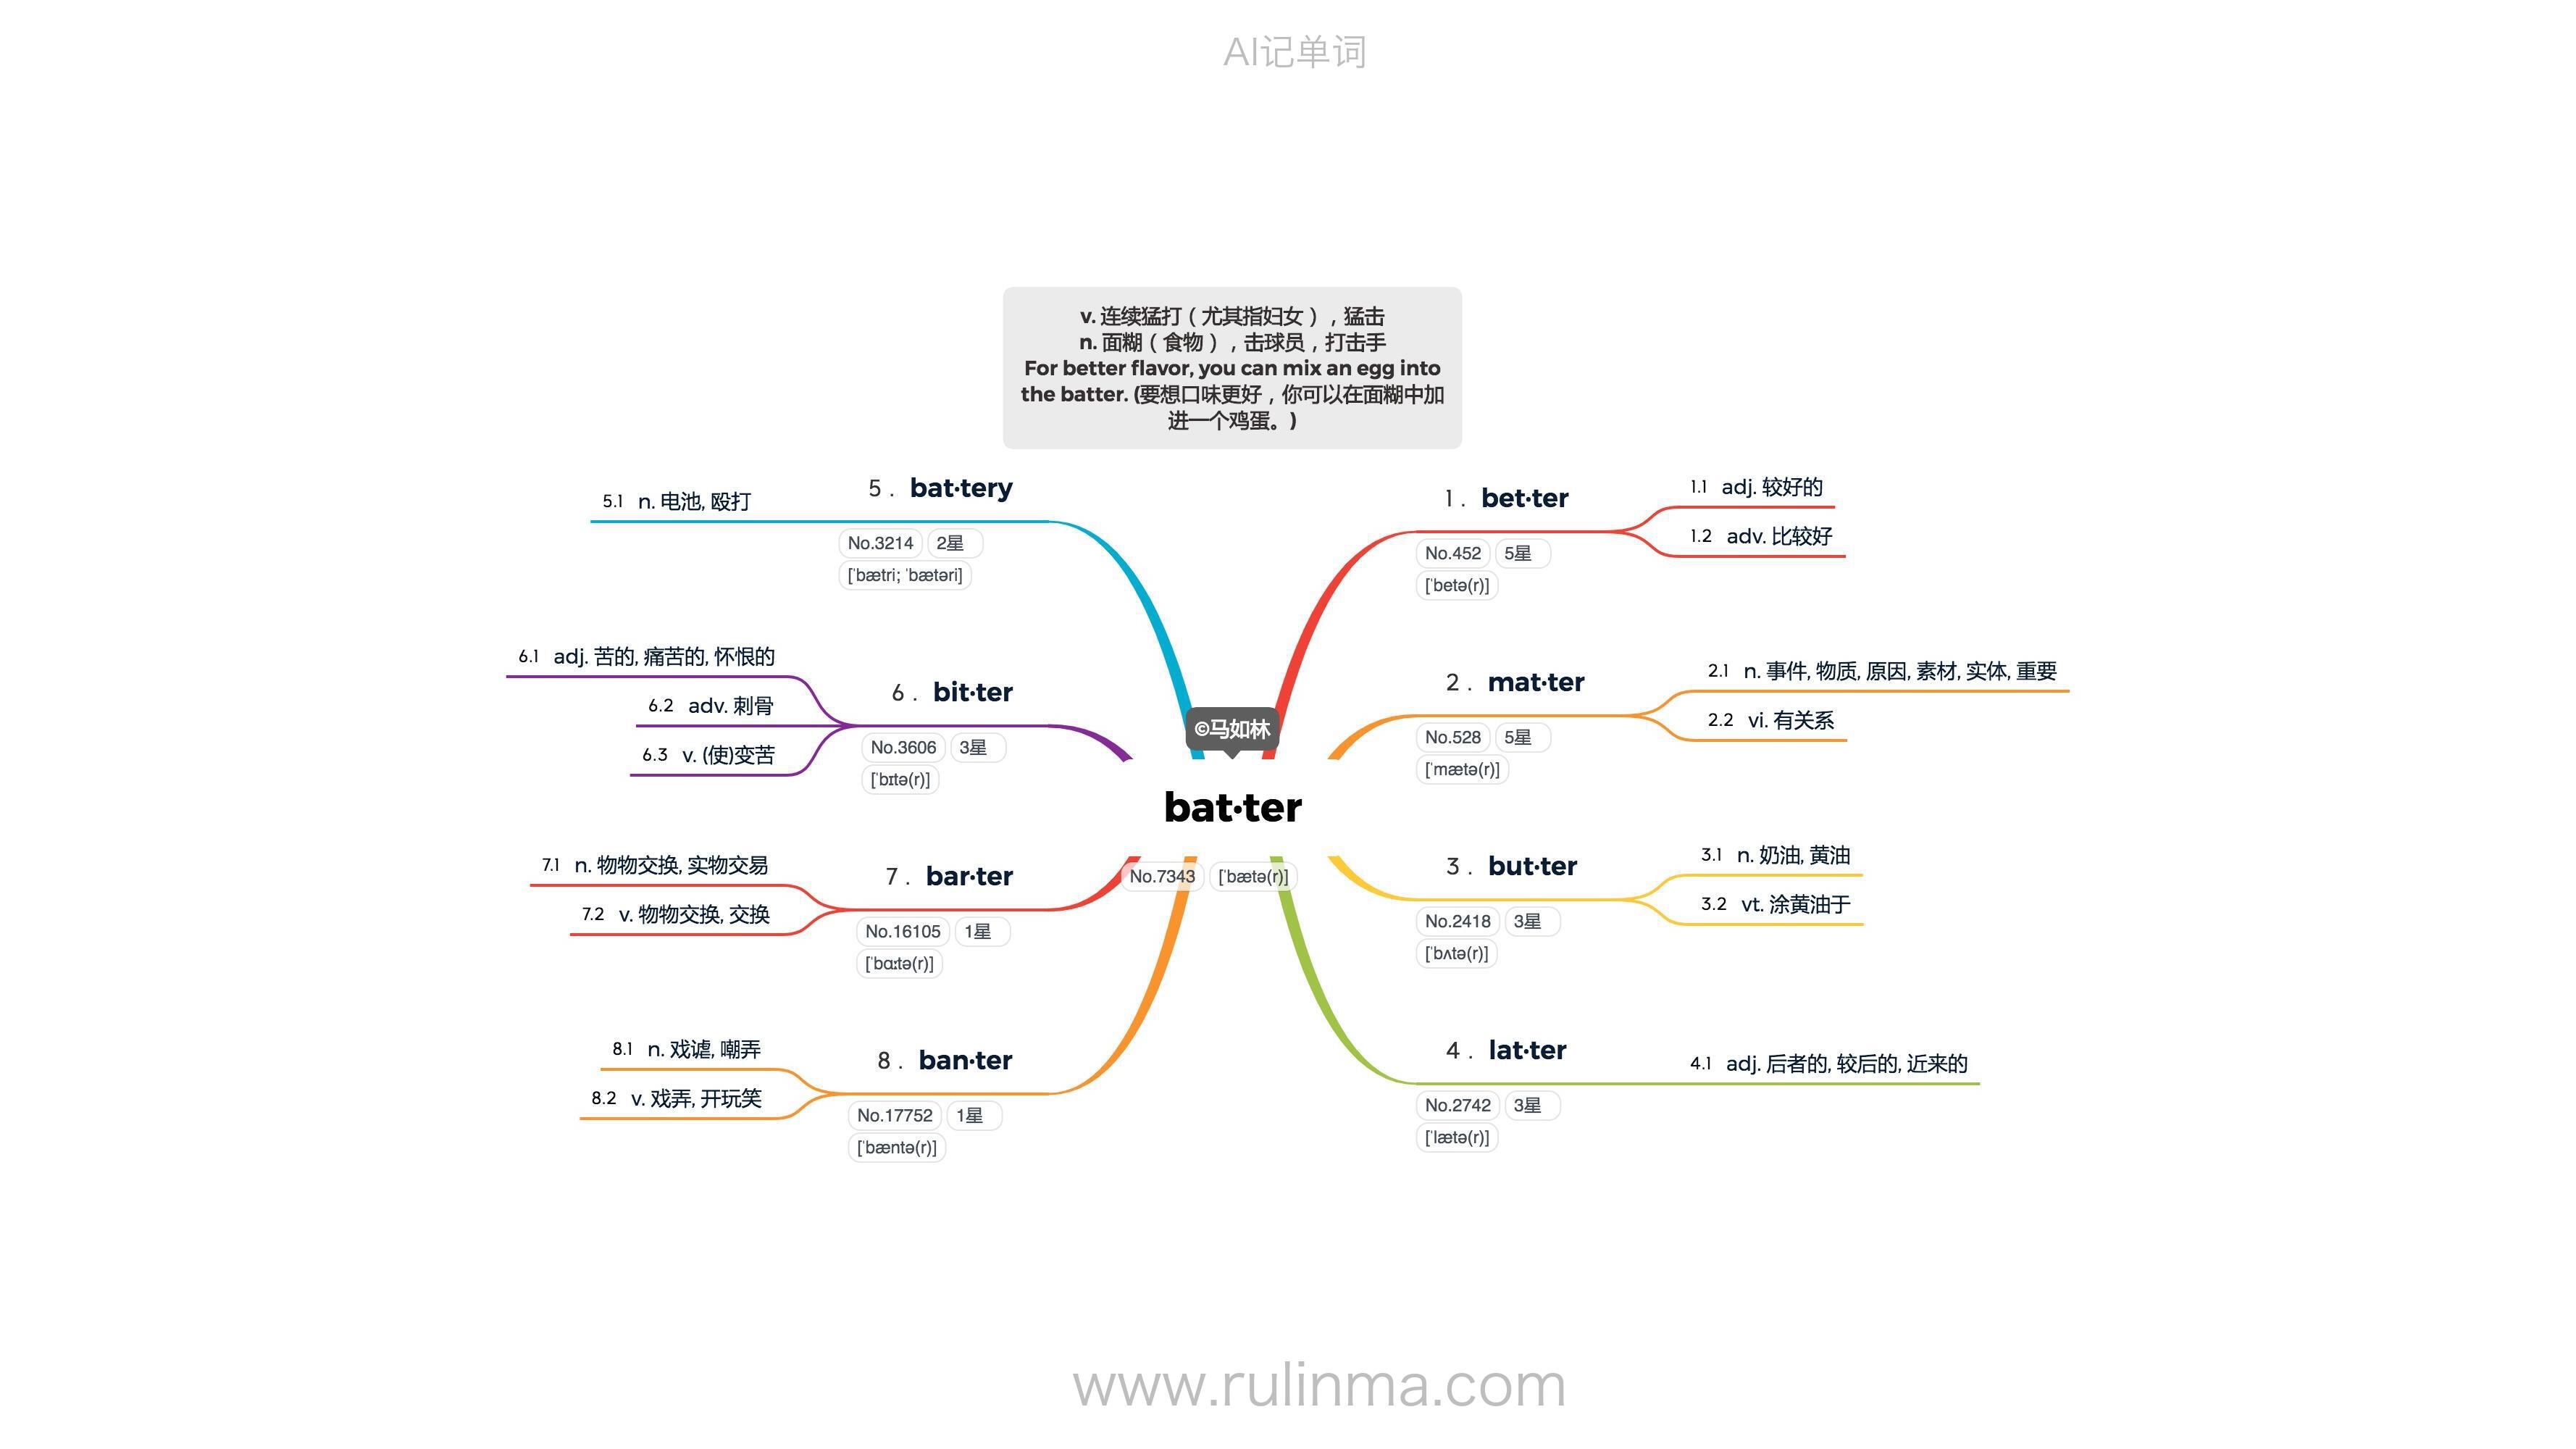 AI记单词
v. 连续猛打（尤其指妇女），猛击
n. 面糊（食物），击球员，打击手
For better flavor, you can mix an egg into
the batter. (要想口味更好，你可以在面糊中加
进一个鸡蛋。)
©马如林
bat·ter
No.7343 [ˈbætə(r)]
1. bet·ter
No.452 5星
[ˈbetə(r)]
1.1 adj. 较好的
1.2 adv. 比较好
2. mat·ter
No.528 5星
[ˈmætə(r)]
2.1 n. 事件, 物质, 原因, 素材, 实体, 重要
2.2 vi. 有关系
3. but·ter
No.2418 3星
[ˈbʌtə(r)]
3.1 n. 奶油, 黄油
3.2 vt. 涂黄油于
4. lat·ter
No.2742 3星
[ˈlætə(r)]
4.1 adj. 后者的, 较后的, 近来的
5. bat·tery
No.3214 2星
[ˈbætri; ˈbætəri]
5.1 n. 电池, 殴打
6. bit·ter
No.3606 3星
[ˈbɪtə(r)]
6.1 adj. 苦的, 痛苦的, 怀恨的
6.2 adv. 刺骨
6.3 v. (使)变苦
7. bar·ter
No.16105 1星
[ˈbɑːtə(r)]
7.1 n. 物物交换, 实物交易
7.2 v. 物物交换, 交换
8. ban·ter
No.17752 1星
[ˈbæntə(r)]
8.1 n. 戏谑, 嘲弄
8.2 v. 戏弄, 开玩笑
www.rulinma.com